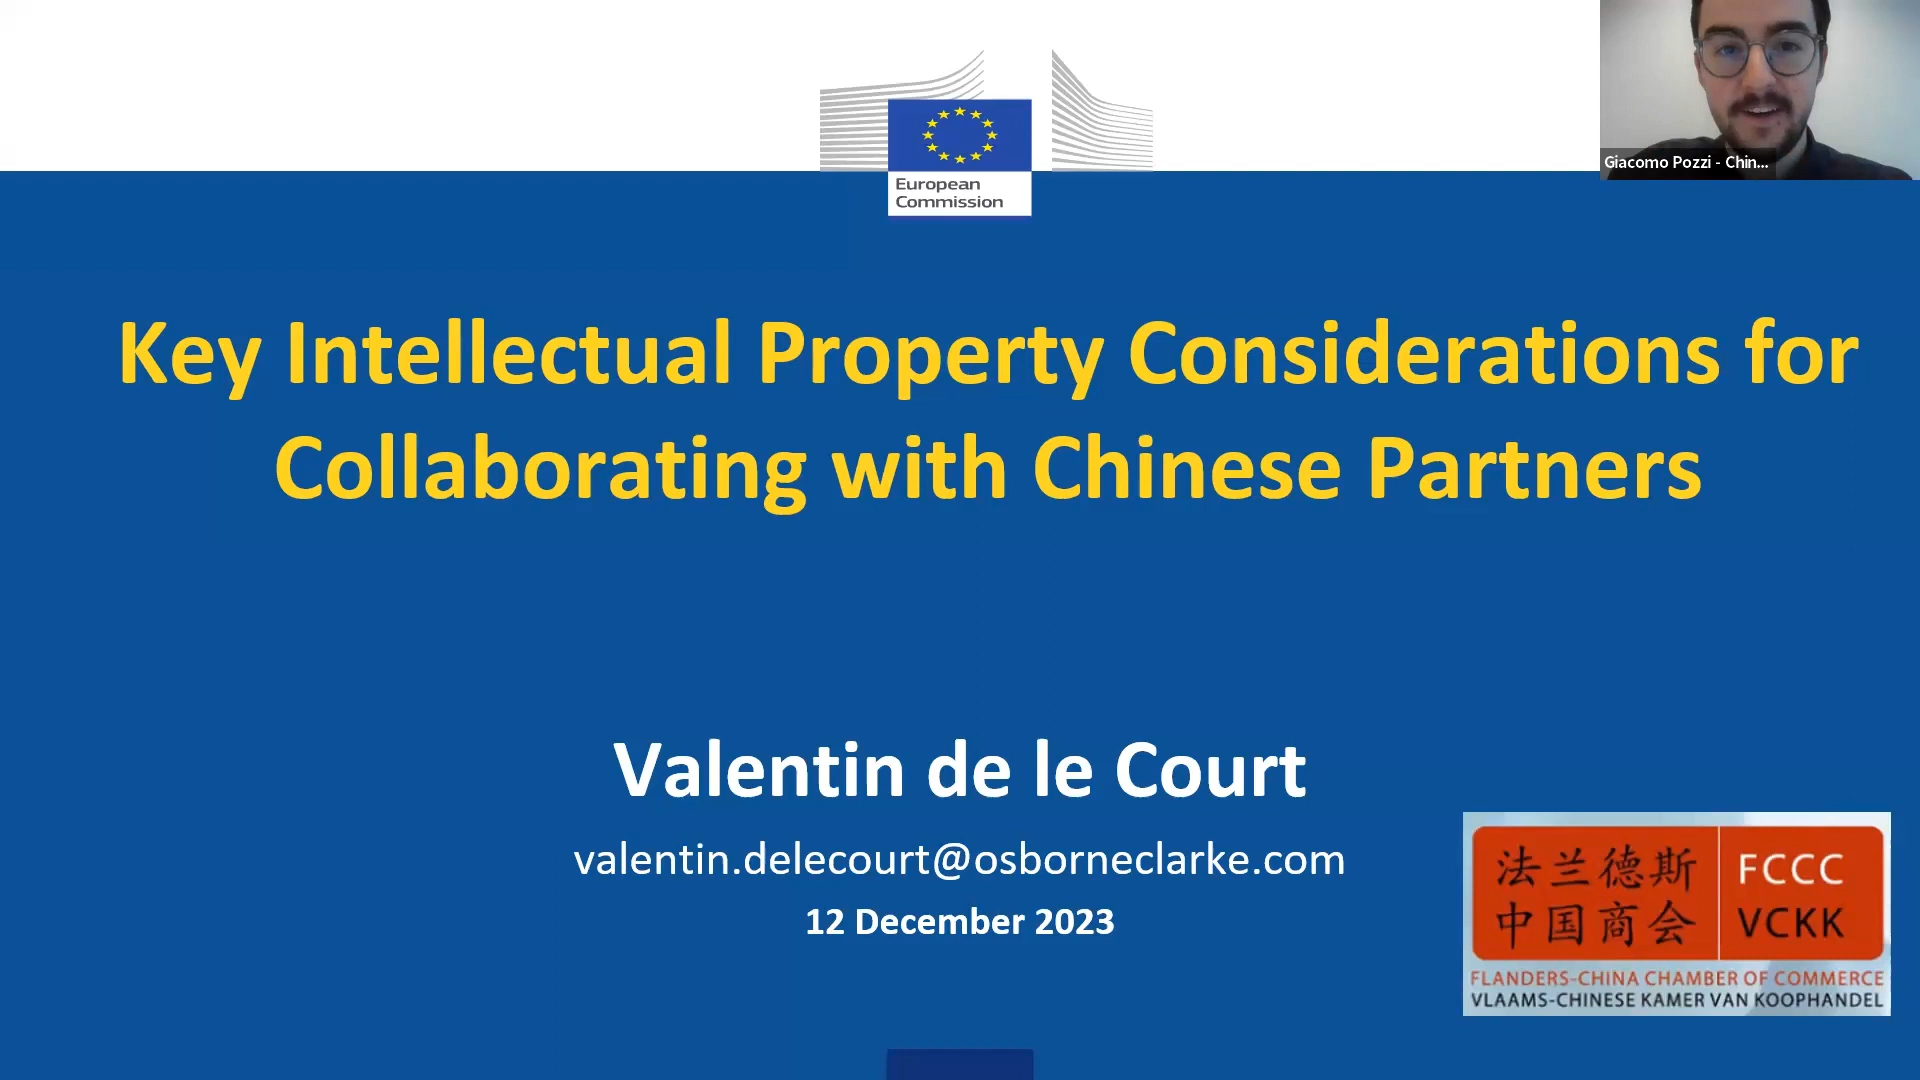 European
Commission
Giacomo Pozzi - Chin...
Key Intellectual Property Considerations for
Collaborating with Chinese Partners
Valentin de le Court
valentin.delecourt@osborneclarke.com
12 December 2023
法兰德斯
中国商会
FCCC
VCKK
FLANDERS-CHINA CHAMBER OF COMMERCE
VLAAMS-CHINESE KAMER VAN KOOPHANDEL